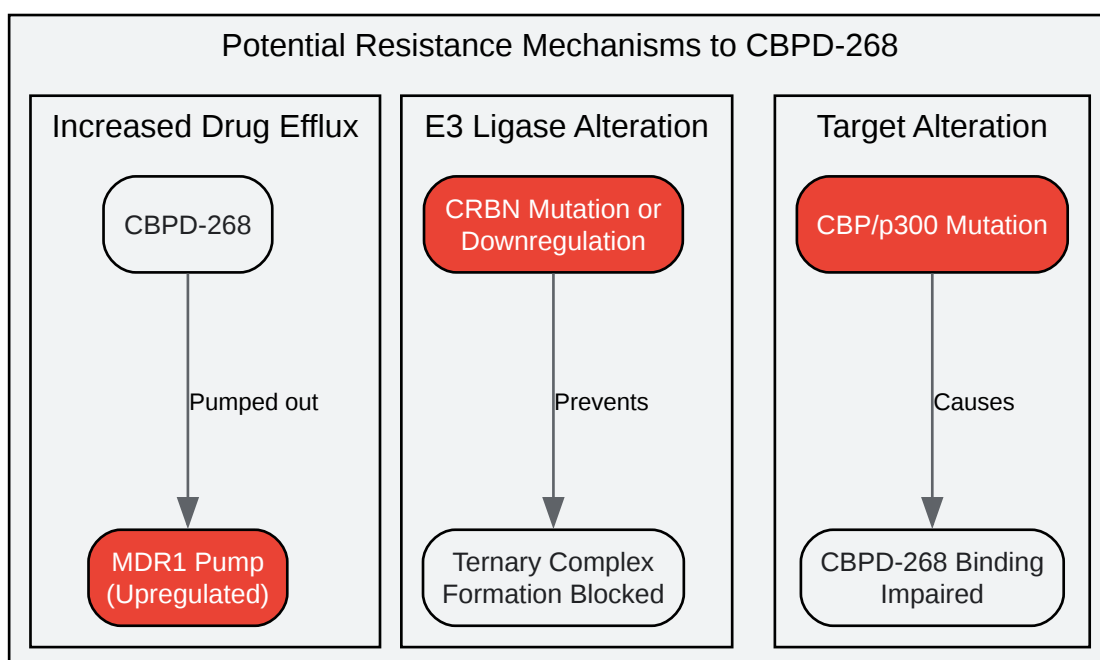 Potential Resistance Mechanisms to CBPD-268
Increased Drug Efflux
CBPD-268
Pumped out
MDR1 Pump
(Upregulated)
E3 Ligase Alteration
CRBN Mutation or
Downregulation
Prevents
Ternary Complex
Formation Blocked
Target Alteration
CBP/p300 Mutation
Causes
CBPD-268 Binding
Impaired